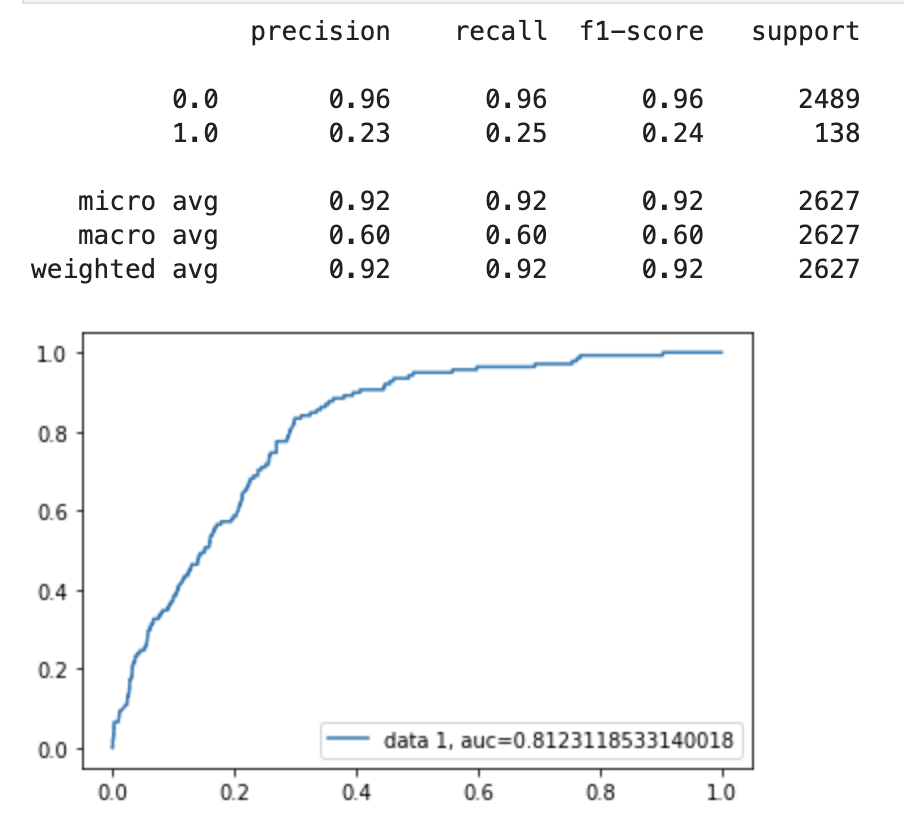 precision recall f1-score support
0.0 0.96 0.96 0.96 2489
1.0 0.23 0.25 0.24 138
micro avg 0.92 0.92 0.92 2627
macro avg 0.60 0.60 0.60 2627
weighted avg 0.92 0.92 0.92 2627
1.0
0.8
0.6
0.4
0.2
0.0
data 1, auc=0.8123118533140018
0.0 0.2 0.4 0.6 0.8 1.0